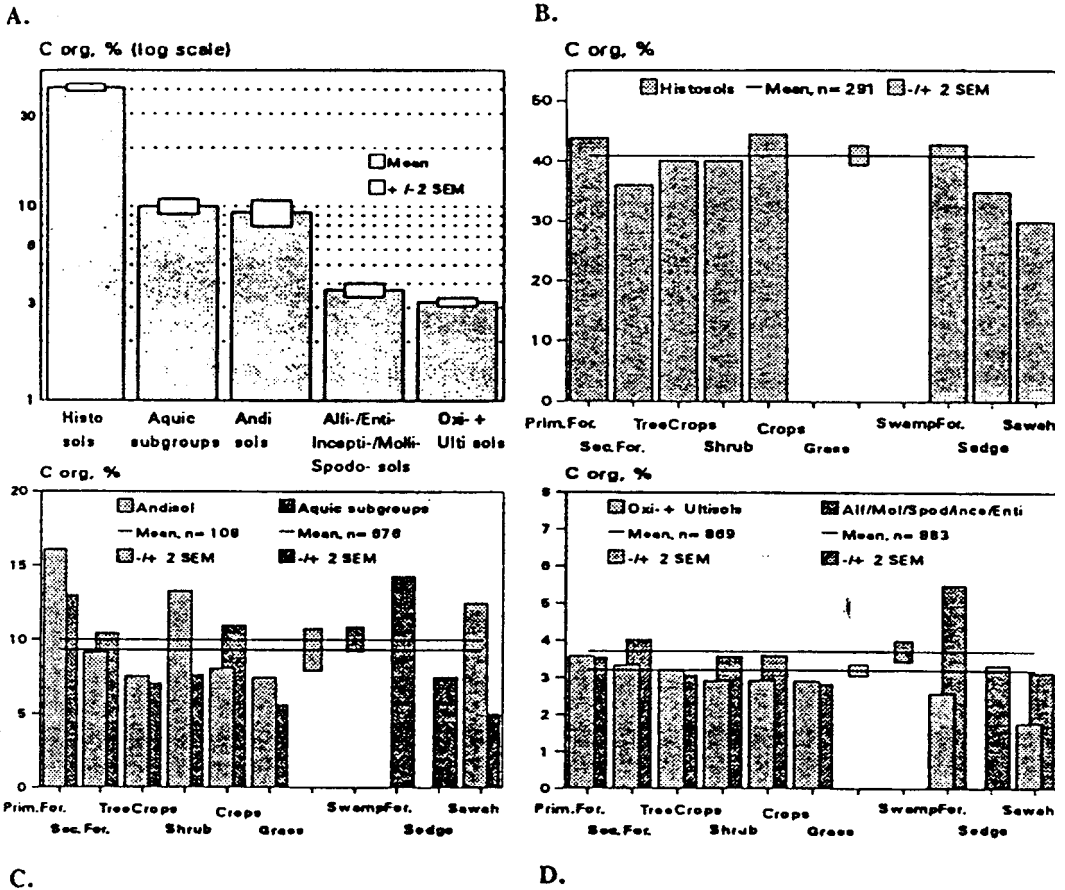 A.
C org, % (log scale)
30
10
6
3
1
Mean
+ /- 2 SEM
Histo
sols
Aquic
subgroups
Andi
sols
Alfi-/Enti-
Incepti-/Molli-
Spodo- sols
Oxi- +
Ulti sols
B.
C org, %
50
40
30
20
10
0
Histosols
Mean, n= 291
-/+ 2 SEM
Prim.For.
Sec.For.
TreeCrops
Shrub
Crops
Grass
SwampFor.
Sedge
Sawah
C org, %
20
15
10
5
0
Andisol
Aquic subgroups
Mean, n= 109
Mean, n= 676
-/+ 2 SEM
-/+ 2 SEM
Prim.For.
Sec.For.
TreeCrops
Shrub
Crops
Grass
SwampFor.
Sedge
Sawah
C.
C org, %
8
7
6
5
4
3
2
1
0
Oxi- + Ultisols
Alf/Mol/Spod/Ince/Enti
Mean, n= 869
Mean, n= 983
-/+ 2 SEM
-/+ 2 SEM
Prim.For.
Sec.For.
TreeCrops
Shrub
Crops
Grass
SwampFor.
Sedge
Sawah
D.